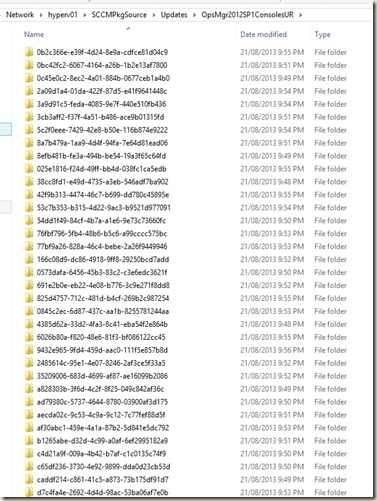 Network hyperv01 SCCMPkgSource Updates OpsMgr2012SP1ConsolesUR
Name Date modified Type
0b2c366e-e39f-4d24-8e9a-cdfce81d04c9 21/08/2013 9:55 PM File folder
0bc42fc2-6067-4164-a26b-1b2e13af7800 21/08/2013 9:51 PM File folder
0c45e0c2-8ec2-4a01-884b-0677ceb1a4b0 21/08/2013 9:49 PM File folder
2a09d1a4-01da-422f-87d5-e41f9641448c 21/08/2013 9:54 PM File folder
3a9d91c5-feda-4085-9e7f-440e510fb436 21/08/2013 9:54 PM File folder
3cb3aff2-f37f-4a51-b486-ace9b01315fd 21/08/2013 9:51 PM File folder
5c2f0eee-7429-42e8-b50e-116b874e9222 21/08/2013 9:54 PM File folder
8a7b479a-1aa9-4d4f-94fa-7e64d81ead06 21/08/2013 9:51 PM File folder
8efb481b-fe3a-494b-be54-19a3f65c64fd 21/08/2013 9:49 PM File folder
025e1816-f24d-49ff-bb4d-038fc1ca5edb 21/08/2013 9:55 PM File folder
38cc8fd1-e49d-4735-a3eb-546adf7ba902 21/08/2013 9:48 PM File folder
42f9b313-4474-46c7-b699-dd780c45895e 21/08/2013 9:55 PM File folder
53c7b353-b315-4d22-9ac3-b9521d977091 21/08/2013 9:54 PM File folder
54dd1f49-84cf-4b7a-a1e6-9e73c73660fc 21/08/2013 9:50 PM File folder
76fbf796-5fb4-48b6-b5c6-a99cccc575bc 21/08/2013 9:53 PM File folder
77bf9a26-828a-46c4-bebe-2a26f9449946 21/08/2013 9:53 PM File folder
166c08d9-dc86-4918-9ff8-29250bcd7add 21/08/2013 9:52 PM File folder
0573dafa-6456-45b3-83c2-c3e6edc3621f 21/08/2013 9:50 PM File folder
691e2b0e-eb22-4e08-b776-3c9e271f8dd8 21/08/2013 9:52 PM File folder
825d4757-712c-481d-b4cf-269b2c987254 21/08/2013 9:50 PM File folder
0845c2ec-6d87-437c-aa1b-8255781244aa 21/08/2013 9:53 PM File folder
4385d62a-33d2-4fa3-8c41-eba54f2e864b 21/08/2013 9:48 PM File folder
6026b80a-f820-48e6-81f3-bf086122cc45 21/08/2013 9:55 PM File folder
9432e965-9fd4-459d-aac0-111f5e857b8d 21/08/2013 9:56 PM File folder
2485614c-95e1-4e07-8246-2af3ce5f33a5 21/08/2013 9:52 PM File folder
35209006-683d-4699-af87-ae16099b2086 21/08/2013 9:52 PM File folder
a828303b-3f6d-4c2f-8f25-049c842af36c 21/08/2013 9:49 PM File folder
ad79380c-5737-4644-8780-03900af3d175 21/08/2013 9:50 PM File folder
aecda02c-9c53-4c9a-9c12-7c77fef88d5f 21/08/2013 9:51 PM File folder
af30abc1-459e-4a1a-87b2-5d841e5dc792 21/08/2013 9:53 PM File folder
b1265abe-d32d-4c99-a0af-6ef2995182a9 21/08/2013 9:51 PM File folder
c4d21a9f-009a-4b42-b7af-c1c0135c74f9 21/08/2013 9:50 PM File folder
c65df236-3730-4e92-9899-dda0d23cb53d 21/08/2013 9:50 PM File folder
caddf214-c861-41c5-a873-73b175df91d7 21/08/2013 9:49 PM File folder
d7c4fa4e-2692-4d4d-98ac-53ba06af7e0b 21/08/2013 9:53 PM File folder